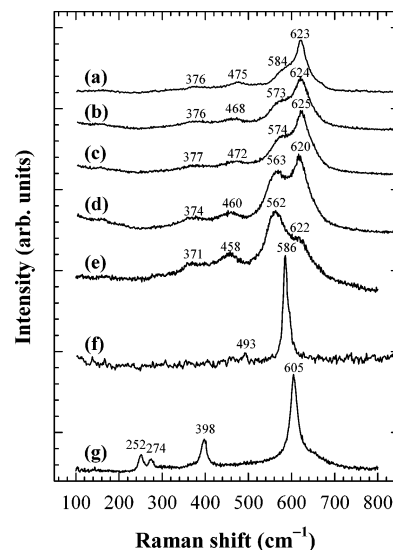 623
(a)
376
475
584
624
(b)
376
468
573
625
(c)
377
472
574
620
(d)
374
460
563
562
(e)
371
458
622
586
(f)
493
605
(g)
252
274
398
100 200 300 400 500 600 700 800
Raman shift (cm⁻¹)
Intensity (arb. units)